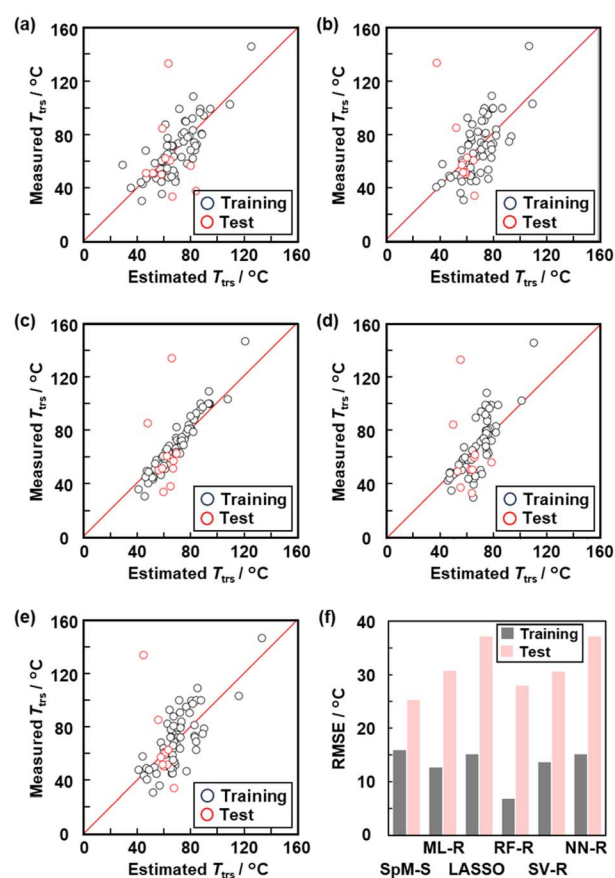 (a)
160
120
80
40
0
Measured Ttrs / °C
0 40 80 120 160
Estimated Ttrs / °C
Training
Test
(b)
160
120
80
40
0
Measured Ttrs / °C
0 40 80 120 160
Estimated Ttrs / °C
Training
Test
(c)
160
120
80
40
0
Measured Ttrs / °C
0 40 80 120 160
Estimated Ttrs / °C
Training
Test
(d)
160
120
80
40
0
Measured Ttrs / °C
0 40 80 120 160
Estimated Ttrs / °C
Training
Test
(e)
160
120
80
40
0
Measured Ttrs / °C
0 40 80 120 160
Estimated Ttrs / °C
Training
Test
(f)
40
30
20
10
0
RMSE / °C
Training
Test
ML-R RF-R NN-R
SpM-S LASSO SV-R